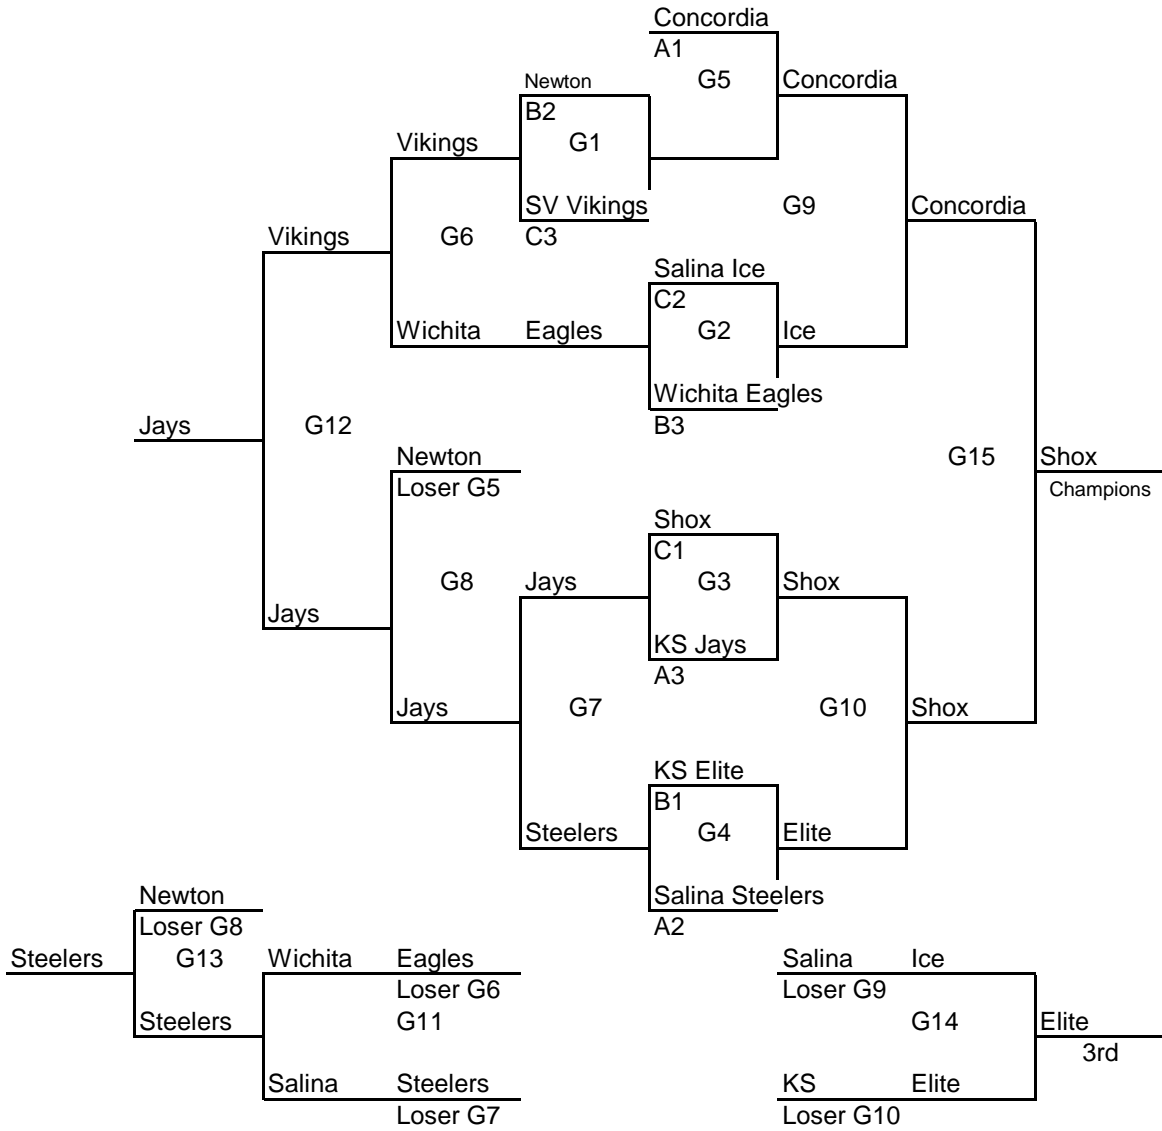 Concordia
A1
Newton G5 Concordia
B2
Vikings G1
SV Vikings G9 Concordia
Vikings G6 C3
Salina Ice
C2
Wichita Eagles G2 Ice
Wichita Eagles
Jays G12 B3
Newton G15 Shox
Loser G5 Champions
Shox
C1
G8 Jays G3 Shox
Jays
KS Jays
A3
Jays G7 G10 Shox
KS Elite
B1
Steelers G4 Elite
Newton Salina Steelers
Loser G8 A2
Steelers G13 Wichita Eagles Salina Ice
Loser G6 Loser G9
Steelers G11 G14 Elite
3rd
Salina Steelers KS Elite
Loser G7 Loser G10